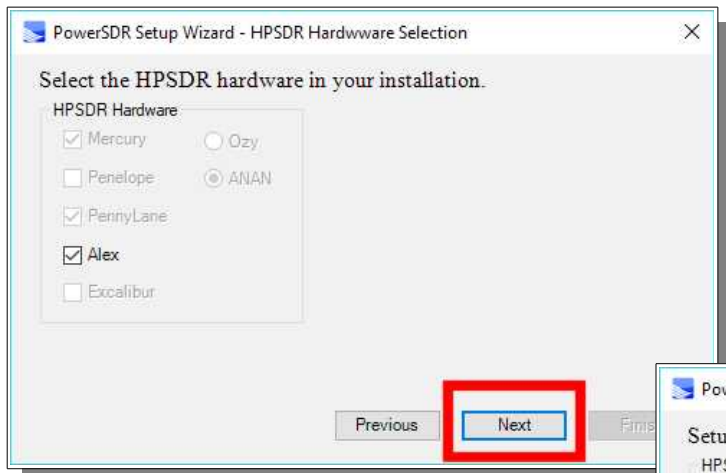 PowerSDR Setup Wizard - HPSDR Hardwware Selection
Select the HPSDR hardware in your installation.
HPSDR Hardware
Mercury Ozy
Penelope ANAN
PennyLane
Alex
Excalibur
Previous Next